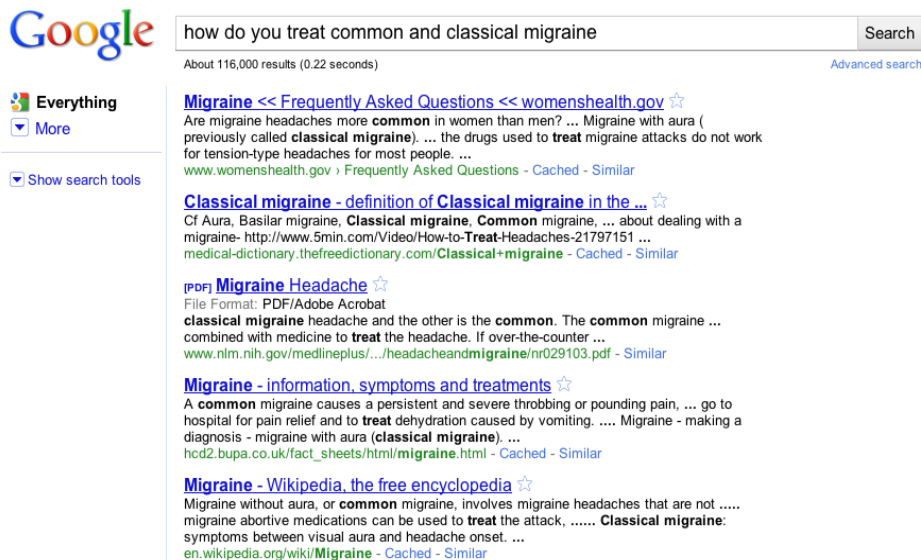 Google
how do you treat common and classical migraine
Search
About 116,000 results (0.22 seconds)
Advanced search
Everything
More
Show search tools
Migraine << Frequently Asked Questions << womenshealth.gov
Are migraine headaches more common in women than men? ... Migraine with aura (
previously called classical migraine). ... the drugs used to treat migraine attacks do not work
for tension-type headaches for most people. ...
www.womenshealth.gov › Frequently Asked Questions - Cached - Similar
Classical migraine - definition of Classical migraine in the ...
Cf Aura, Basilar migraine, Classical migraine, Common migraine, ... about dealing with a
migraine- http://www.5min.com/Video/How-to-Treat-Headaches-21797151 ...
medical-dictionary.thefreedictionary.com/Classical+migraine - Cached - Similar
[PDF] Migraine Headache
File Format: PDF/Adobe Acrobat
classical migraine headache and the other is the common. The common migraine ...
combined with medicine to treat the headache. If over-the-counter ...
www.nlm.nih.gov/medlineplus/.../headacheandmigraine/nr029103.pdf - Similar
Migraine - information, symptoms and treatments
A common migraine causes a persistent and severe throbbing or pounding pain, ... go to
hospital for pain relief and to treat dehydration caused by vomiting. .... Migraine - making a
diagnosis - migraine with aura (classical migraine). ...
hcd2.bupa.co.uk/fact_sheets/html/migraine.html - Cached - Similar
Migraine - Wikipedia, the free encyclopedia
Migraine without aura, or common migraine, involves migraine headaches that are not .....
migraine abortive medications can be used to treat the attack, ...... Classical migraine:
symptoms between visual aura and headache onset. ...
en.wikipedia.org/wiki/Migraine - Cached - Similar